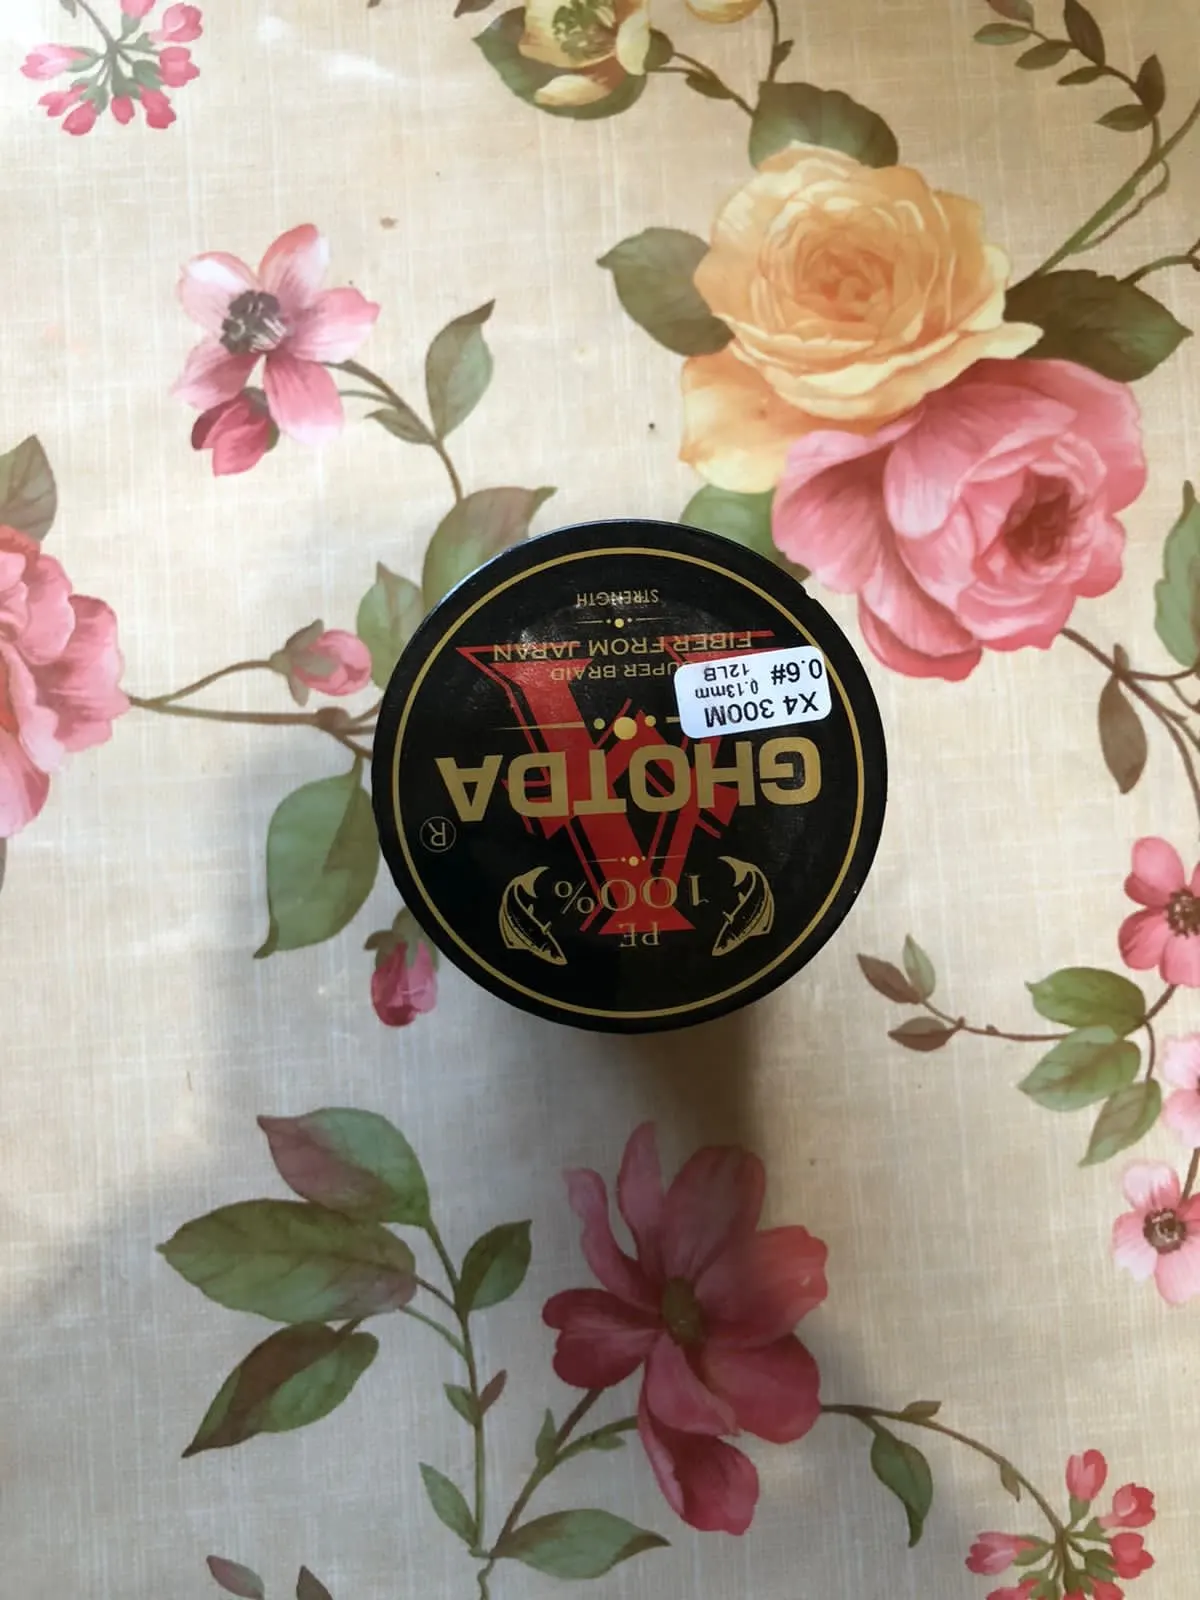 PE
100%
GHOTDA
®
X4 300M
0.6# 0.13mm
12LB
SUPER BRAID
FIBER FROM JAPAN
STRENGTH